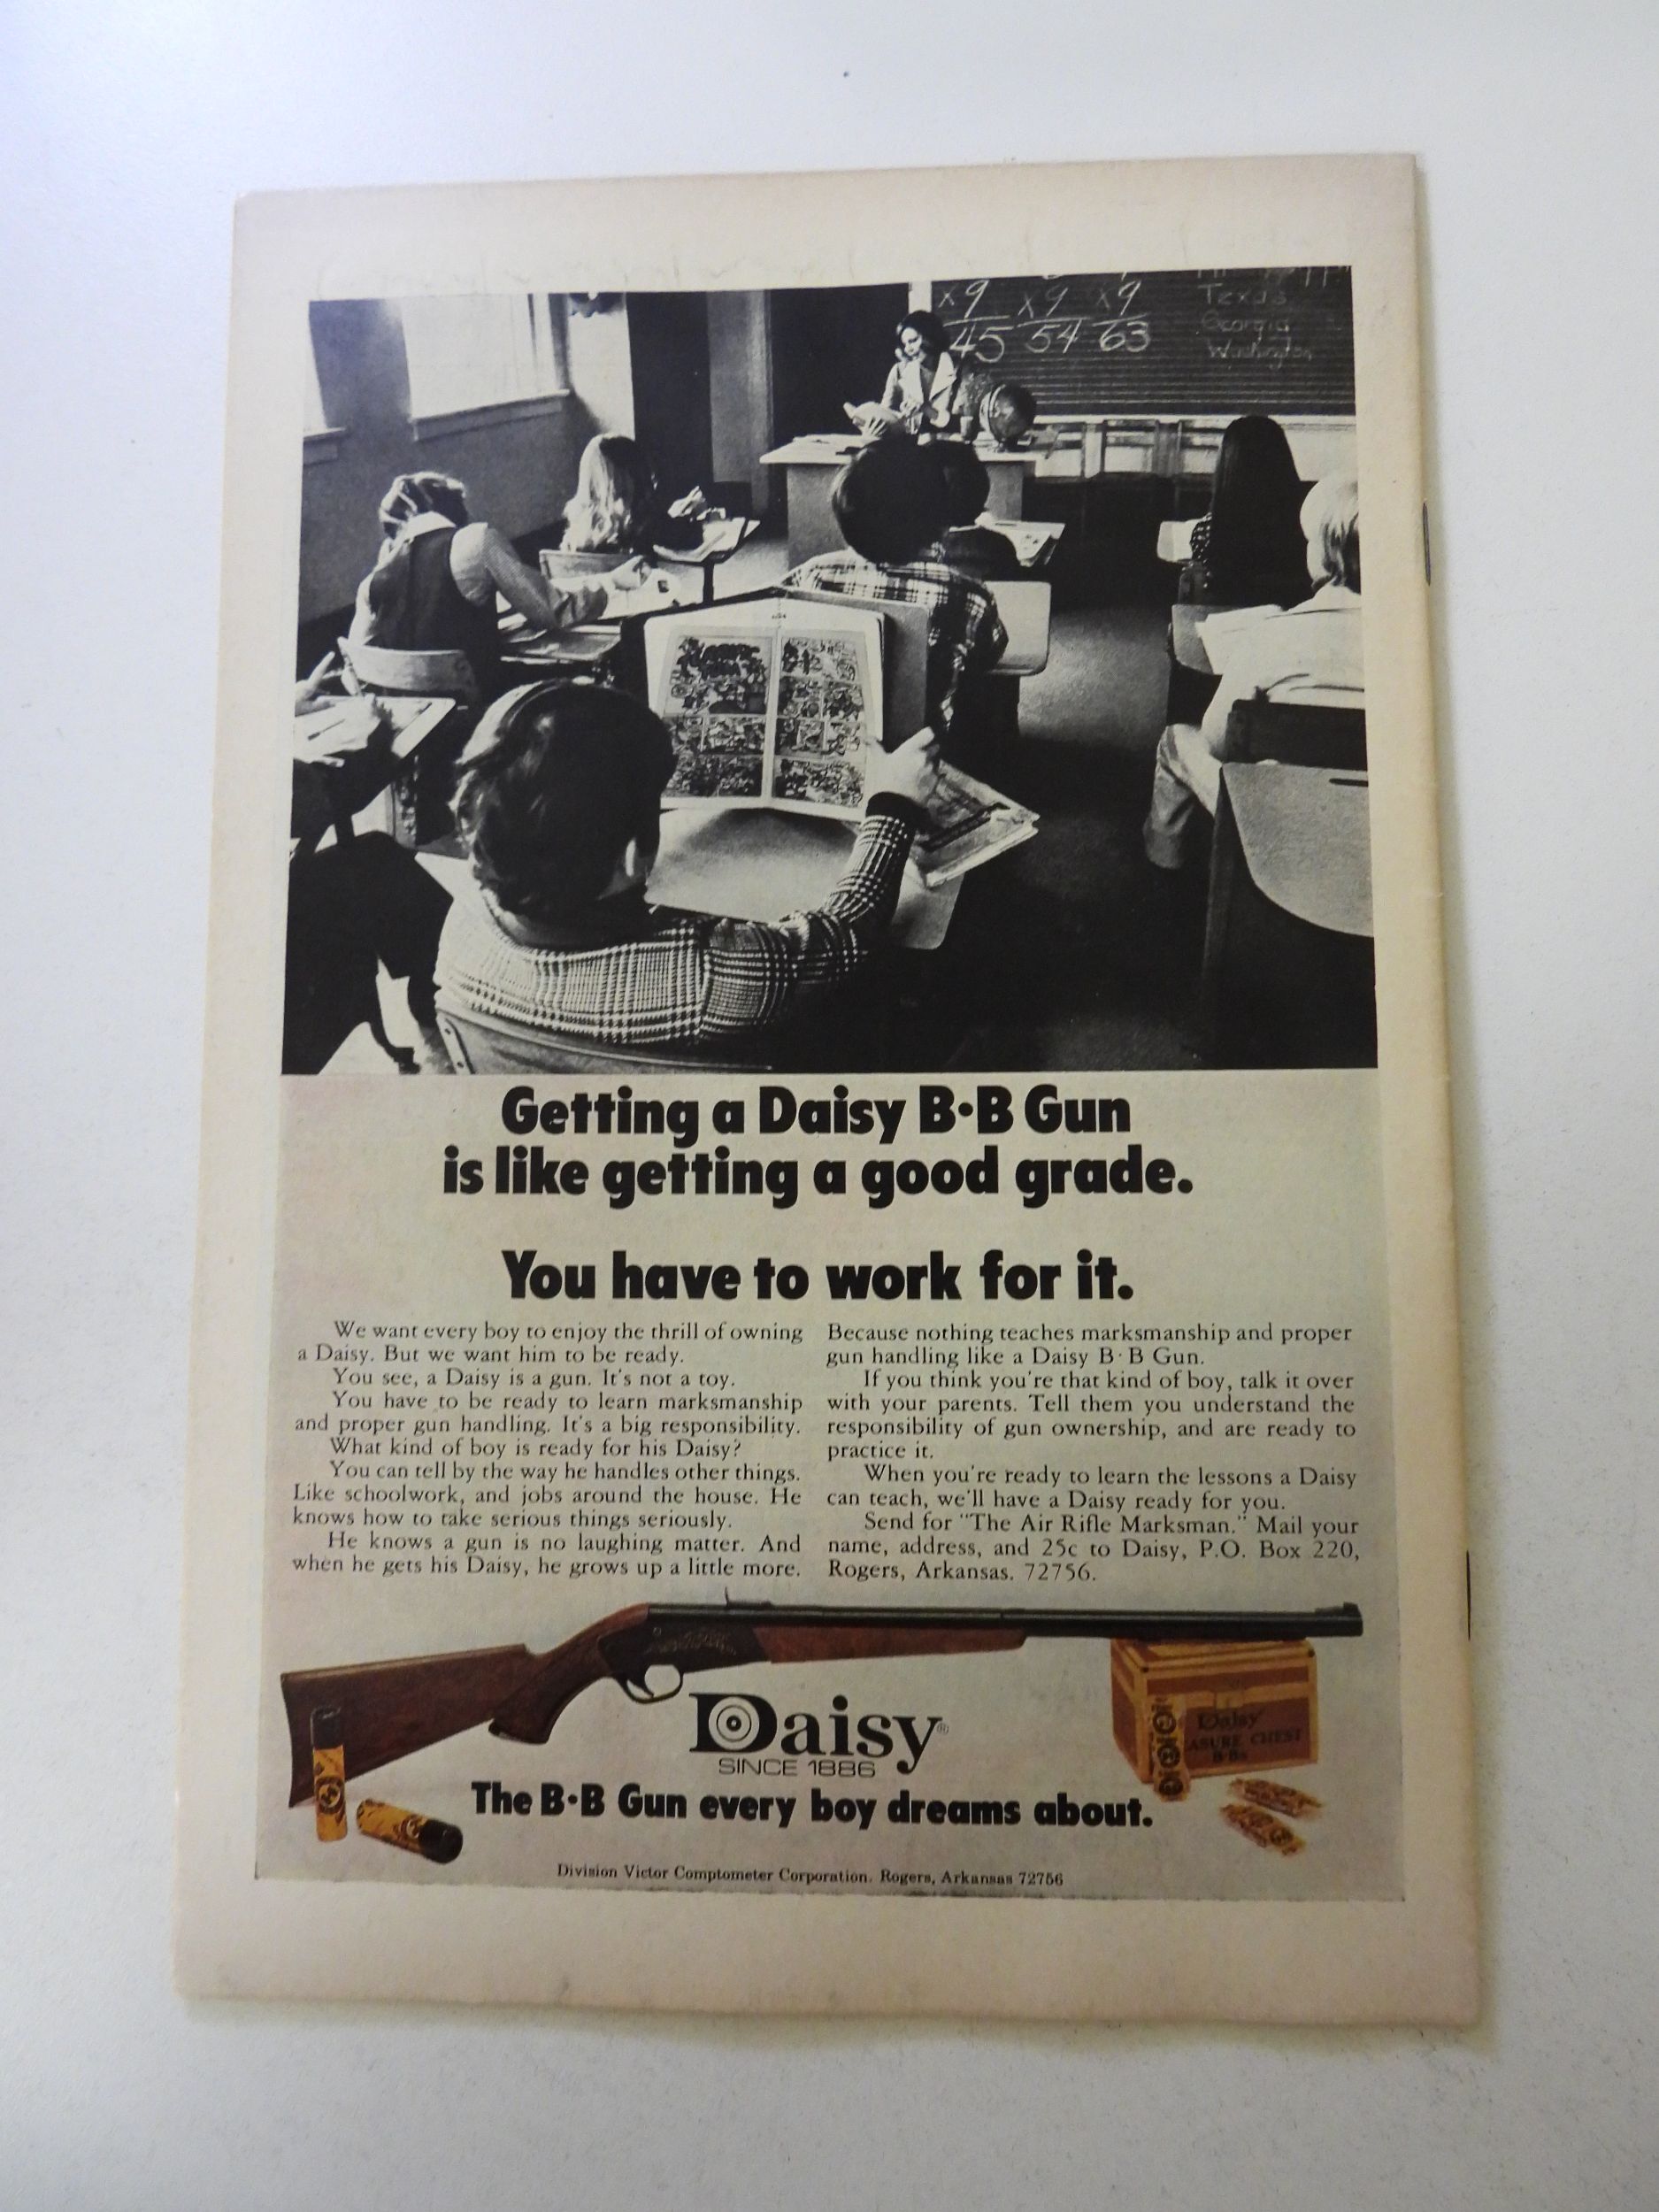 x9 x9 x9
45 54 63
Texas
Georgia
Washington
Getting a Daisy B·B Gun
is like getting a good grade.
You have to work for it.
We want every boy to enjoy the thrill of owning
a Daisy. But we want him to be ready.
You see, a Daisy is a gun. It's not a toy.
You have to be ready to learn marksmanship
and proper gun handling. It's a big responsibility.
What kind of boy is ready for his Daisy?
You can tell by the way he handles other things.
Like schoolwork, and jobs around the house. He
knows how to take serious things seriously.
He knows a gun is no laughing matter. And
when he gets his Daisy, he grows up a little more.
Because nothing teaches marksmanship and proper
gun handling like a Daisy B·B Gun.
If you think you're that kind of boy, talk it over
with your parents. Tell them you understand the
responsibility of gun ownership, and are ready to
practice it.
When you're ready to learn the lessons a Daisy
can teach, we'll have a Daisy ready for you.
Send for "The Air Rifle Marksman." Mail your
name, address, and 25c to Daisy, P.O. Box 220,
Rogers, Arkansas. 72756.
Daisy®
SINCE 1886
Daisy
ASURE CHEST
B·Bs
The B·B Gun every boy dreams about.
Division Victor Comptometer Corporation. Rogers, Arkansas 72756